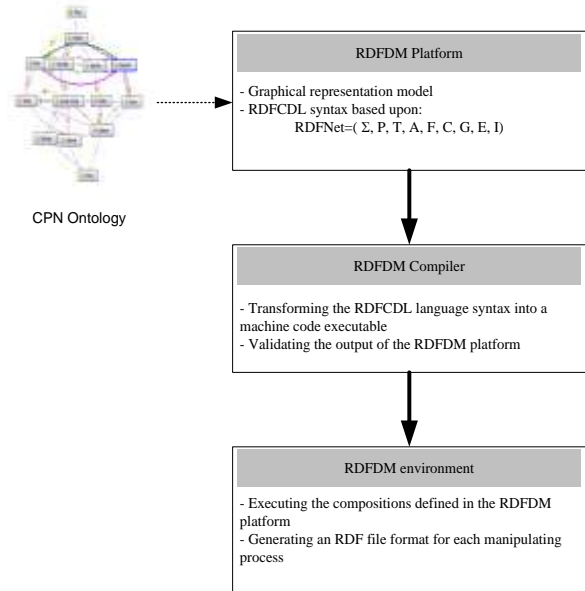 CPN Ontology
RDFDM Platform
- Graphical representation model
- RDFCDL syntax based upon:
RDFNet=( Σ, P, T, A, F, C, G, E, I)
RDFDM Compiler
- Transforming the RDFCDL language syntax into a
machine code executable
- Validating the output of the RDFDM platform
RDFDM environment
- Executing the compositions defined in the RDFDM
platform
- Generating an RDF file format for each manipulating
process